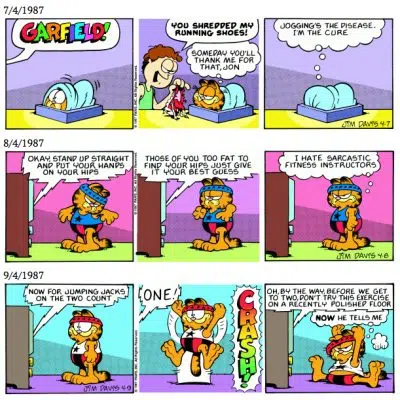 7/4/1987
GARFIELD!
YOU SHREDDED MY
RUNNING SHOES!
SOMEDAY YOU'LL
THANK ME FOR
THAT, JON
JOGGING'S THE DISEASE.
I'M THE CURE
JIM DAVIS 4-7
8/4/1987
OKAY, STAND UP STRAIGHT
AND PUT YOUR HANDS
ON YOUR HIPS
THOSE OF YOU TOO FAT TO
FIND YOUR HIPS JUST GIVE
IT YOUR BEST GUESS
I HATE SARCASTIC
FITNESS INSTRUCTORS
JIM DAVIS 4-8
9/4/1987
NOW FOR JUMPING JACKS
ON THE TWO COUNT
JIM DAVIS 4-9
ONE!
CRASH!
OH, BY THE WAY, BEFORE WE GET
TO TWO, DON'T TRY THIS EXERCISE
ON A RECENTLY POLISHED FLOOR
NOW HE TELLS ME